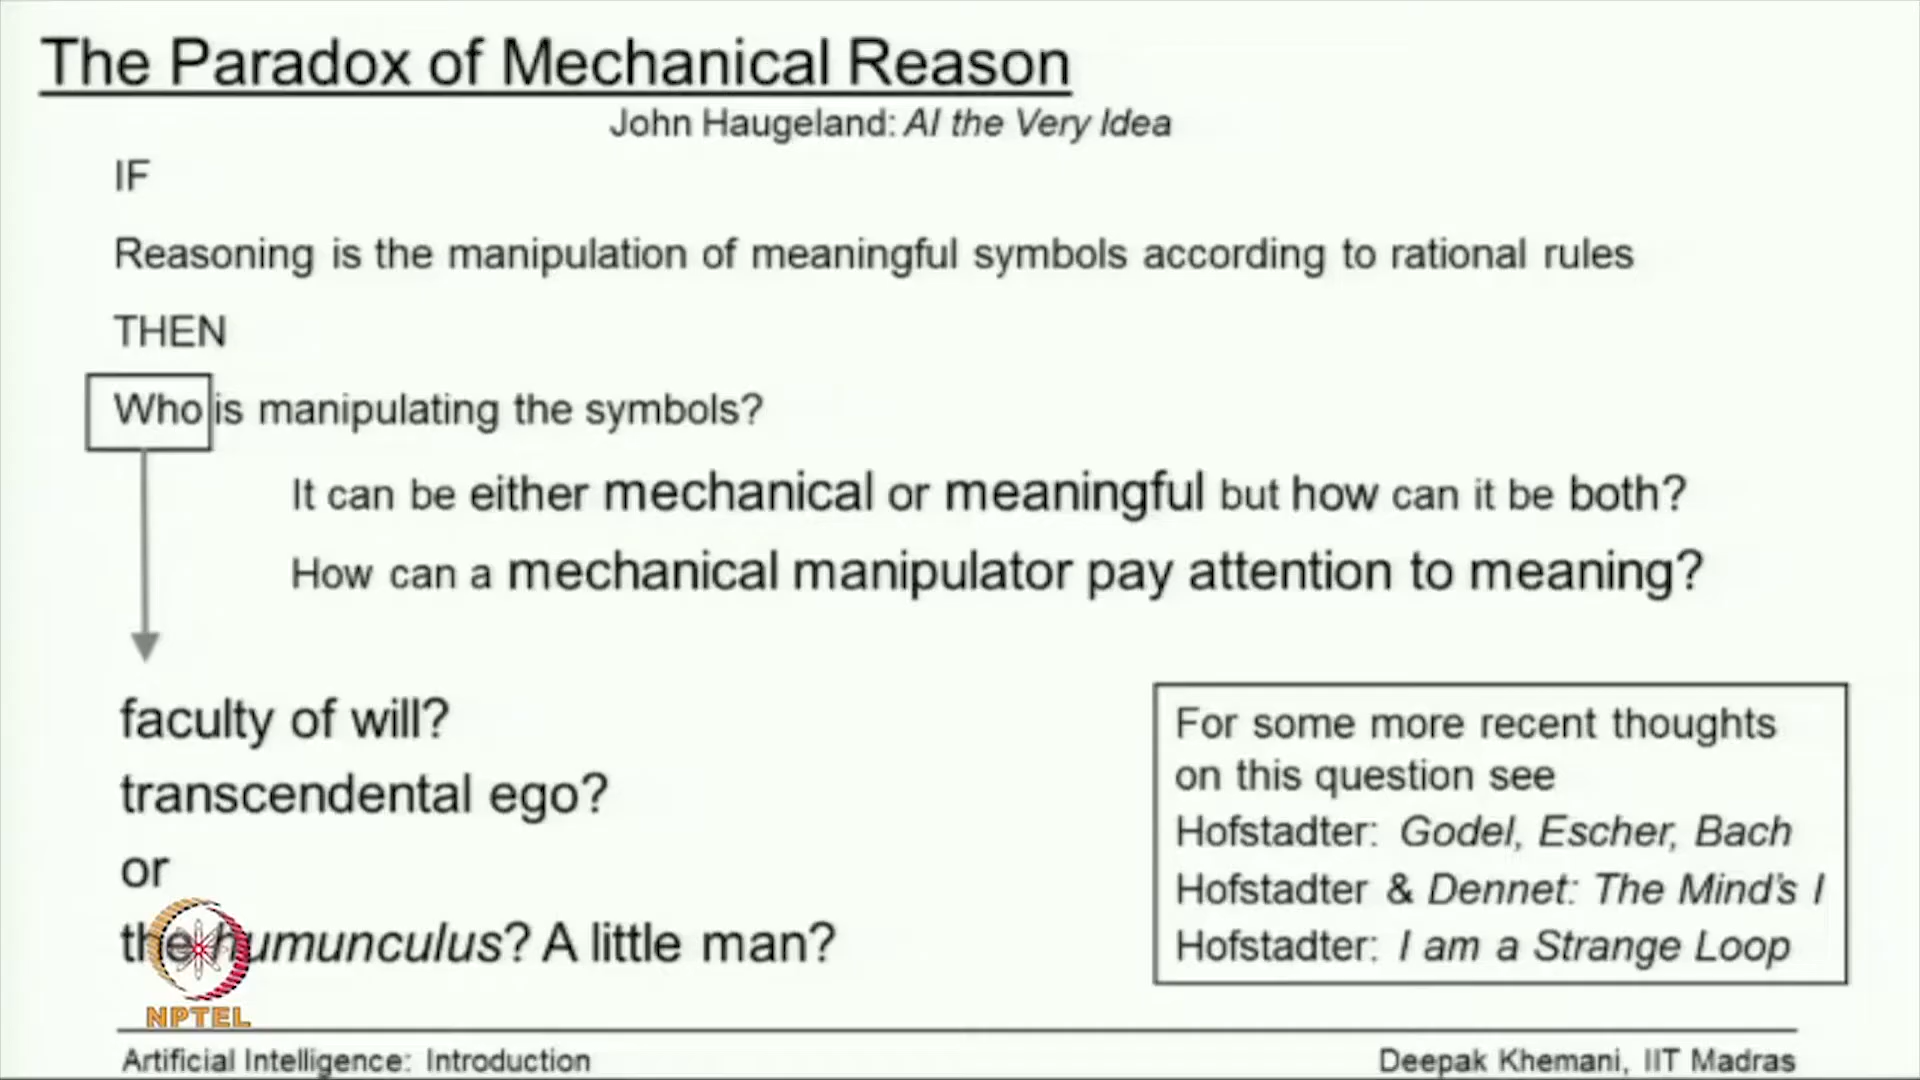 The Paradox of Mechanical Reason
John Haugeland: AI the Very Idea
IF
Reasoning is the manipulation of meaningful symbols according to rational rules
THEN
Who is manipulating the symbols?
It can be either mechanical or meaningful but how can it be both?
How can a mechanical manipulator pay attention to meaning?
faculty of will?
transcendental ego?
or
the humunculus? A little man?
For some more recent thoughts
on this question see
Hofstadter: Godel, Escher, Bach
Hofstadter & Dennet: The Mind's I
Hofstadter: I am a Strange Loop
NPTEL
Artificial Intelligence: Introduction
Deepak Khemani, IIT Madras